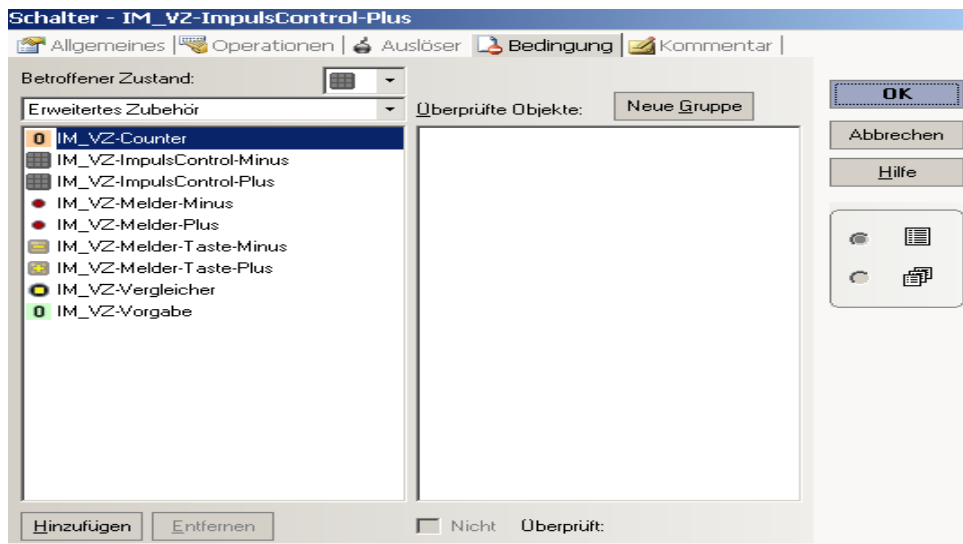 Schalter - IM_VZ-ImpulsControl-Plus
Allgemeines Operationen Auslöser Bedingung Kommentar
Betroffener Zustand:
Erweitertes Zubehör
Überprüfte Objekte: Neue Gruppe
OK
Abbrechen
Hilfe
0 IM_VZ-Counter
IM_VZ-ImpulsControl-Minus
IM_VZ-ImpulsControl-Plus
IM_VZ-Melder-Minus
IM_VZ-Melder-Plus
IM_VZ-Melder-Taste-Minus
IM_VZ-Melder-Taste-Plus
IM_VZ-Vergleicher
0 IM_VZ-Vorgabe
Hinzufügen Entfernen Nicht Überprüft: